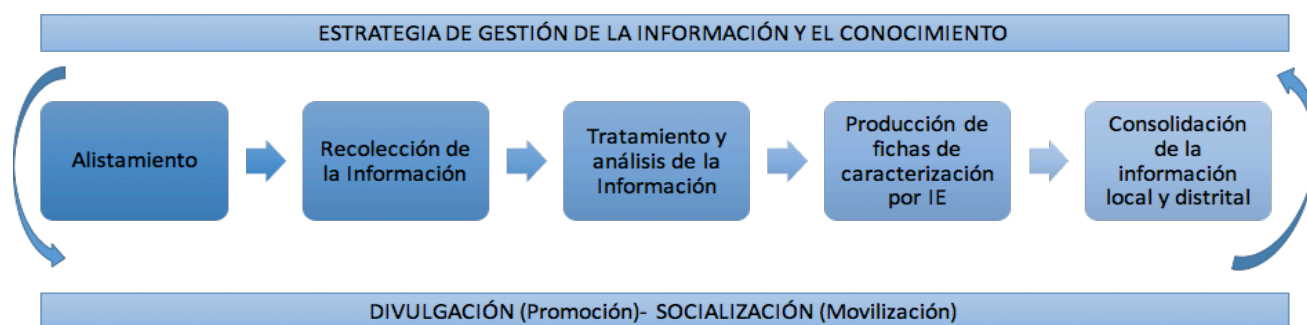 ESTRATEGIA DE GESTIÓN DE LA INFORMACIÓN Y EL CONOCIMIENTO
Alistamiento
Recolección de
la Información
Tratamiento y
análisis de la
Información
Producción de
fichas de
caracterización
por IE
Consolidación
de la
información
local y distrital
DIVULGACIÓN (Promoción)- SOCIALIZACIÓN (Movilización)